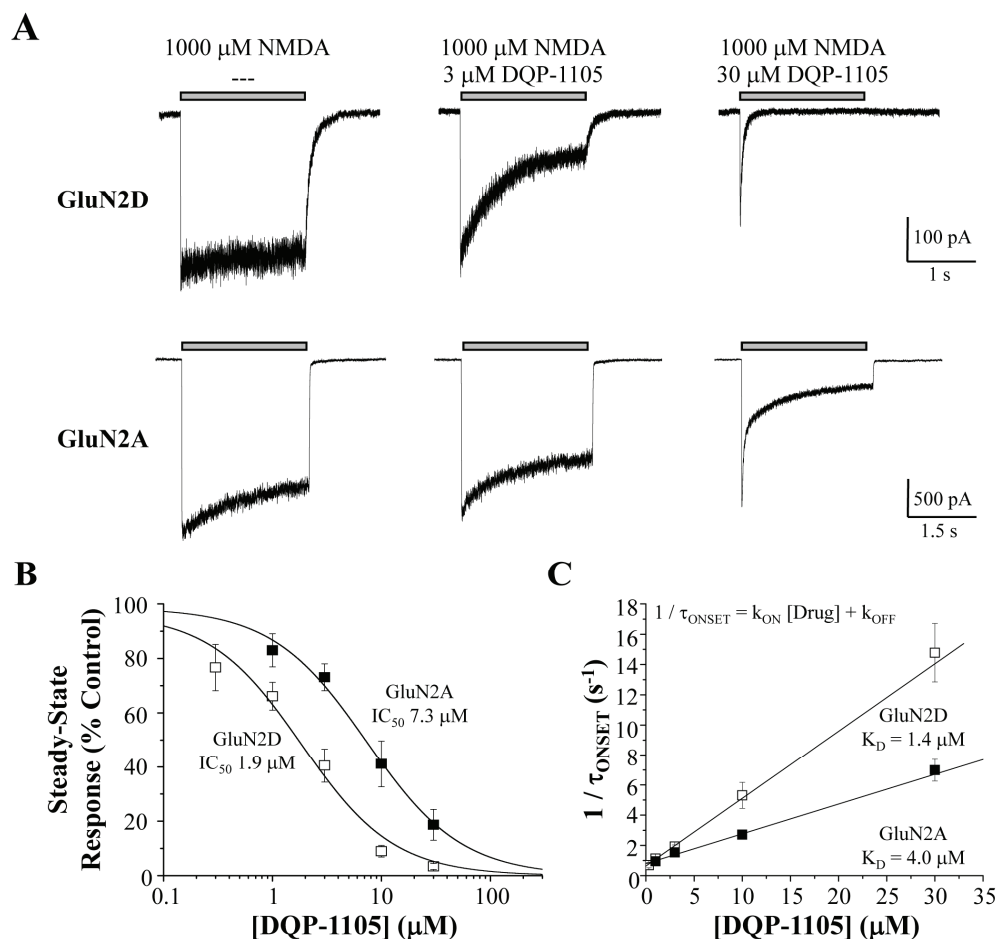 A
1000 μM NMDA
---
1000 μM NMDA
3 μM DQP-1105
1000 μM NMDA
30 μM DQP-1105
GluN2D
100 pA
1 s
GluN2A
500 pA
1.5 s
B
100
80
60
40
20
0
Steady-State
Response (% Control)
GluN2A
IC50 7.3 μM
GluN2D
IC50 1.9 μM
0.1
1
10
100
[DQP-1105] (μM)
C
18
16
14
12
10
8
6
4
2
0
1 / τONSET (s-1)
1 / τONSET = kON [Drug] + kOFF
GluN2D
KD = 1.4 μM
GluN2A
KD = 4.0 μM
0
5
10
15
20
25
30
35
[DQP-1105] (μM)